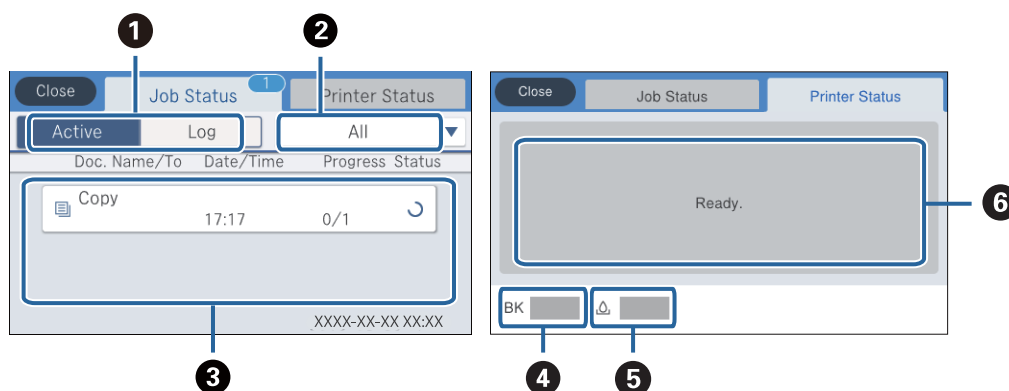 1 2
Close Job Status 1 Printer Status
Active Log All
Doc. Name/To Date/Time Progress Status
Copy
17:17 0/1
XXXX-XX-XX XX:XX
3
Close Job Status Printer Status
Ready.
6
BK
4 5